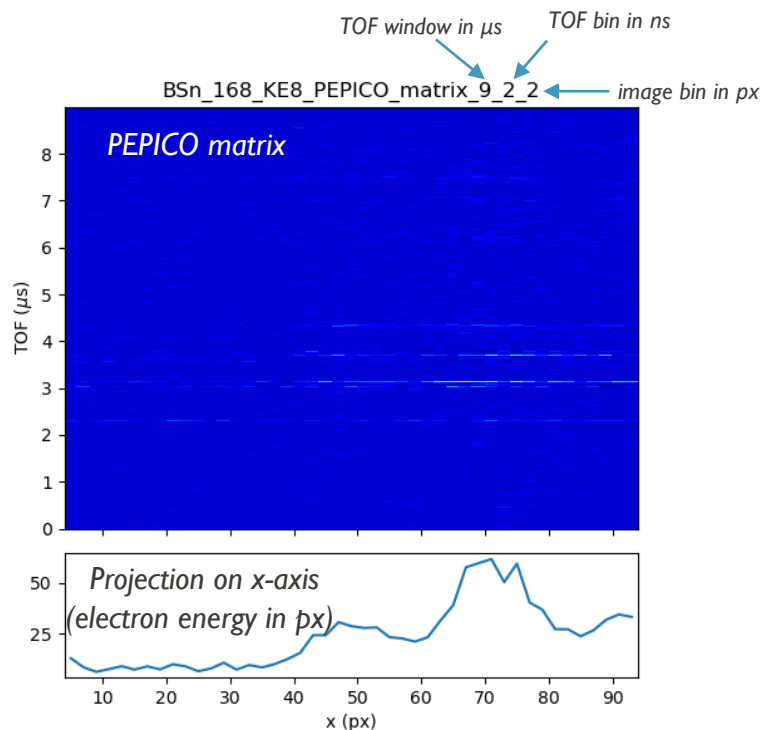 TOF window in µs
TOF bin in ns
BSn_168_KE8_PEPICO_matrix_9_2_2
image bin in px
PEPICO matrix
8
7
6
5
4
3
2
1
0
TOF (µs)
Projection on x-axis
(electron energy in px)
50
25
10 20 30 40 50 60 70 80 90
x (px)